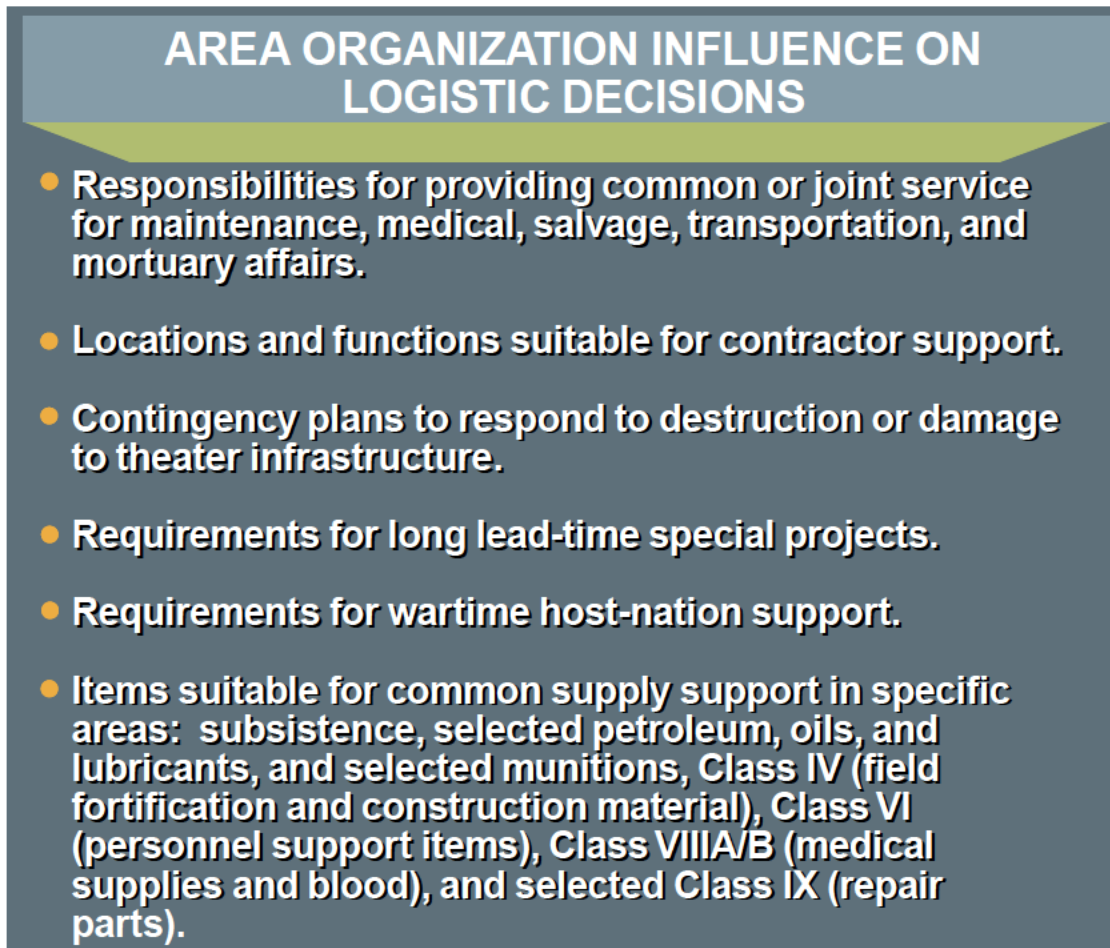 AREA ORGANIZATION INFLUENCE ON
LOGISTIC DECISIONS
• Responsibilities for providing common or joint service
for maintenance, medical, salvage, transportation, and
mortuary affairs.
• Locations and functions suitable for contractor support.
• Contingency plans to respond to destruction or damage
to theater infrastructure.
• Requirements for long lead-time special projects.
• Requirements for wartime host-nation support.
• Items suitable for common supply support in specific
areas:  subsistence, selected petroleum, oils, and
lubricants, and selected munitions, Class IV (field
fortification and construction material), Class VI
(personnel support items), Class VIIIA/B (medical
supplies and blood), and selected Class IX (repair
parts).